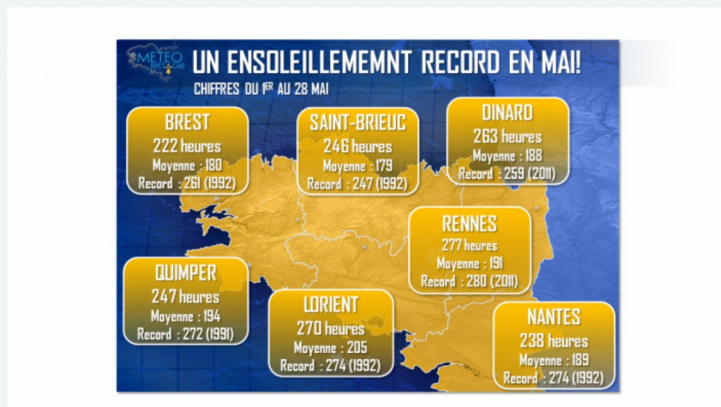 METEO
BRETAGNE
UN ENSOLEILLEMEMNT RECORD EN MAI!
CHIFFRES DU 1ER AU 28 MAI
BREST
222 heures
Moyenne : 180
Record : 261 (1992)
SAINT-BRIEUC
246 heures
Moyenne : 179
Record : 247 (1992)
DINARD
263 heures
Moyenne : 188
Record : 259 (2011)
RENNES
277 heures
Moyenne : 191
Record : 280 (2011)
QUIMPER
247 heures
Moyenne : 194
Record : 272 (1991)
LORIENT
270 heures
Moyenne : 205
Record : 274 (1992)
NANTES
238 heures
Moyenne : 189
Record : 274 (1992)